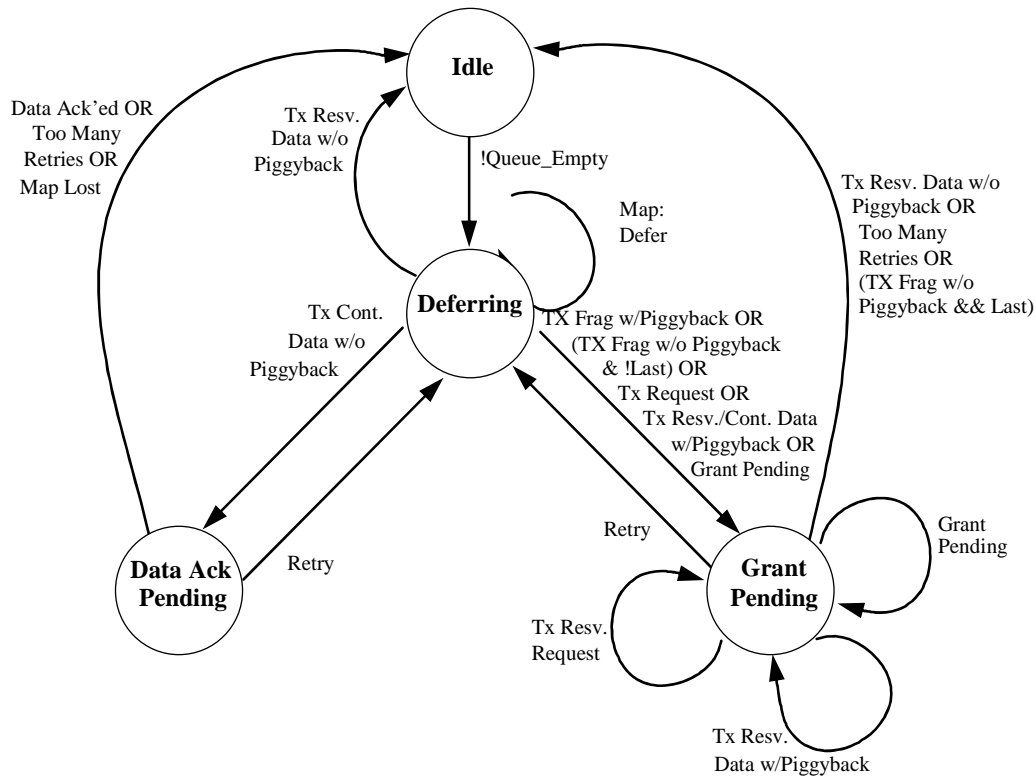 Idle
Data Ack'ed OR
Too Many
Retries OR
Map Lost
Tx Resv.
Data w/o
Piggyback
!Queue_Empty
Map:
Defer
Tx Resv. Data w/o
Piggyback OR
Too Many
Retries OR
(TX Frag w/o
Piggyback && Last)
Deferring
Tx Cont.
Data w/o
Piggyback
TX Frag w/Piggyback OR
(TX Frag w/o Piggyback
& !Last) OR
Tx Request OR
Tx Resv./Cont. Data
w/Piggyback OR
Grant Pending
Retry
Retry
Data Ack
Pending
Grant
Pending
Grant
Pending
Tx Resv.
Request
Tx Resv.
Data w/Piggyback